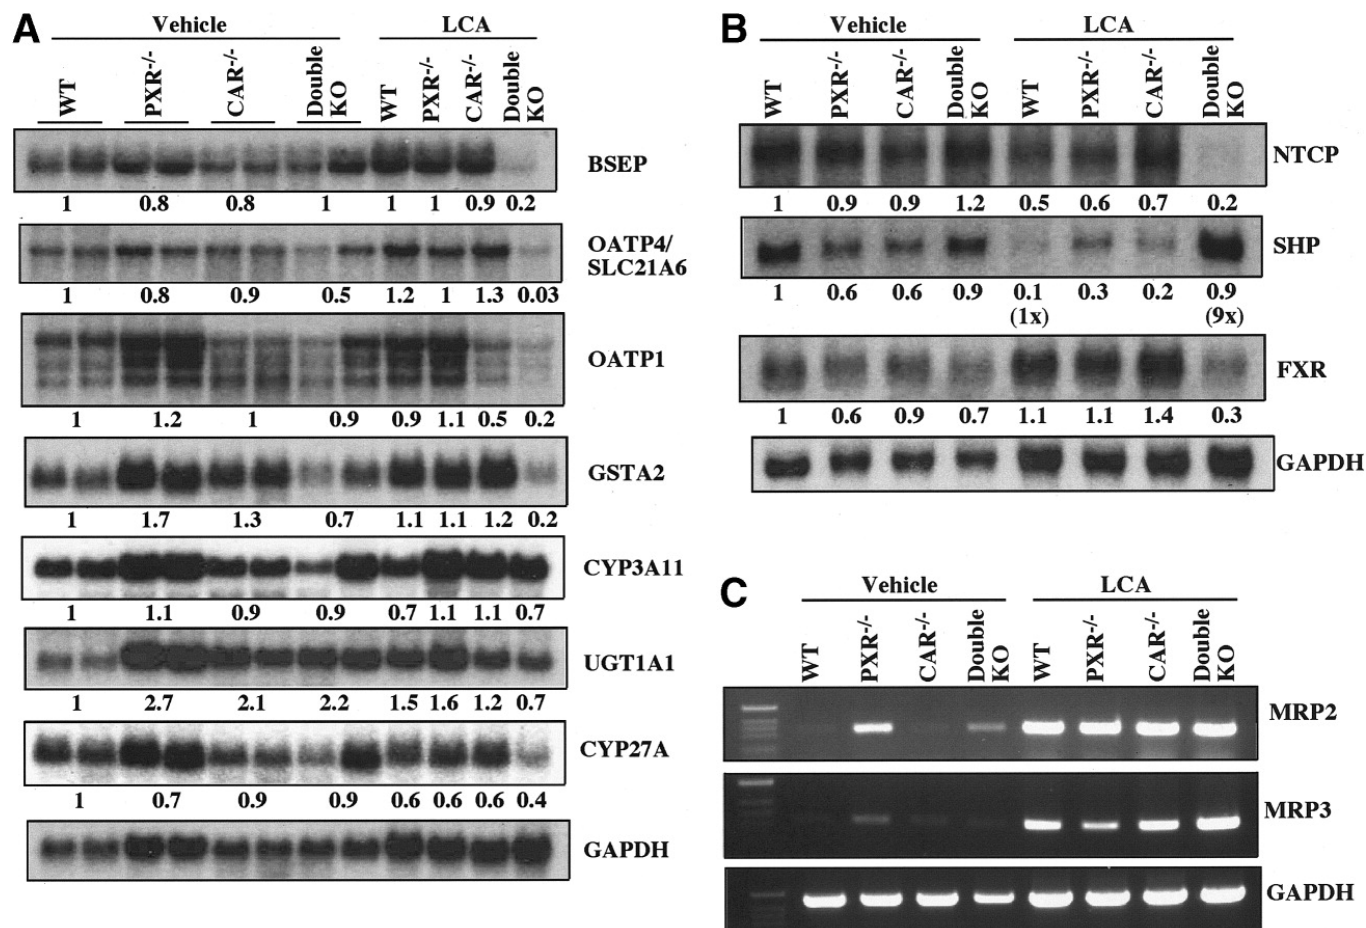 A
Vehicle LCA
WT PXR-/- CAR-/- Double KO WT PXR-/- CAR-/- Double KO
BSEP
1 0.8 0.8 1 1 1 0.9 0.2
OATP4/
SLC21A6
1 0.8 0.9 0.5 1.2 1 1.3 0.03
OATP1
1 1.2 1 0.9 0.9 1.1 0.5 0.2
GSTA2
1 1.7 1.3 0.7 1.1 1.1 1.2 0.2
CYP3A11
1 1.1 0.9 0.9 0.7 1.1 1.1 0.7
UGT1A1
1 2.7 2.1 2.2 1.5 1.6 1.2 0.7
CYP27A
1 0.7 0.9 0.9 0.6 0.6 0.6 0.4
GAPDH
B
Vehicle LCA
WT PXR-/- CAR-/- Double KO WT PXR-/- CAR-/- Double KO
NTCP
1 0.9 0.9 1.2 0.5 0.6 0.7 0.2
SHP
1 0.6 0.6 0.9 0.1 0.3 0.2 0.9
(1x) (9x)
FXR
1 0.6 0.9 0.7 1.1 1.1 1.4 0.3
GAPDH
C
Vehicle LCA
WT PXR-/- CAR-/- Double KO WT PXR-/- CAR-/- Double KO
MRP2
MRP3
GAPDH